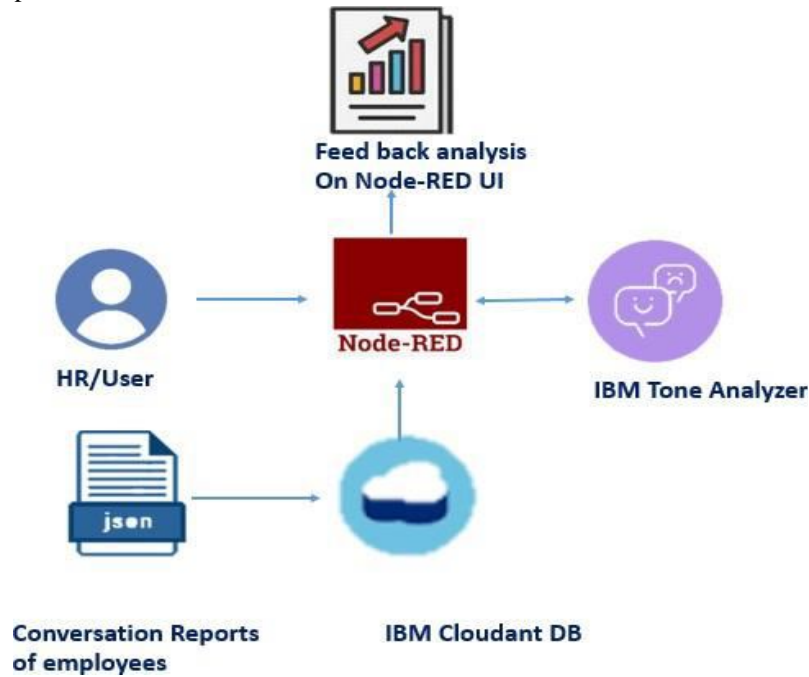 Feed back analysis
On Node-RED UI
Node-RED
HR/User
IBM Tone Analyzer
json
Conversation Reports
of employees
IBM Cloudant DB